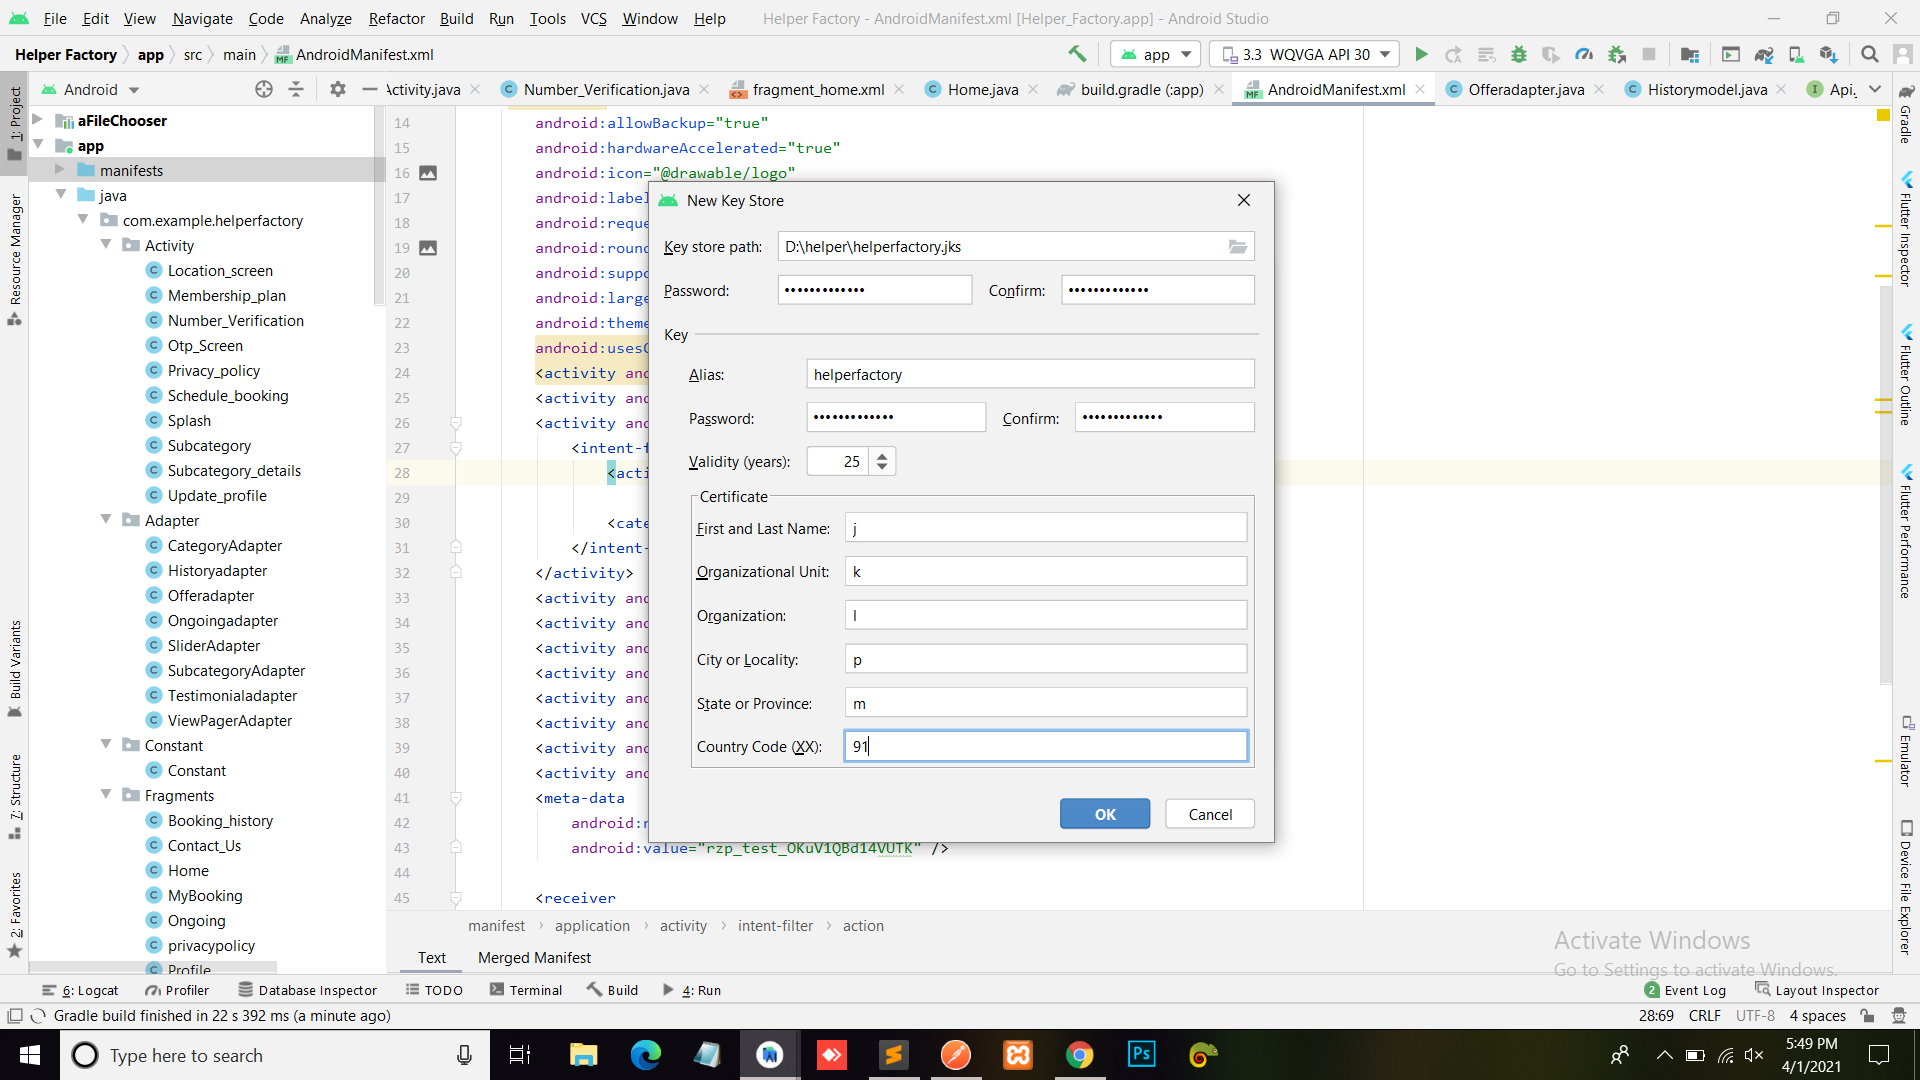 File Edit View Navigate Code Analyze Refactor Build Run Tools VCS Window Help Helper Factory - AndroidManifest.xml [Helper_Factory.app] - Android Studio
Helper Factory app src main AndroidManifest.xml app 3.3 WQVGA API 30
Android
Activity.java Number_Verification.java fragment_home.xml Home.java build.gradle (:app) AndroidManifest.xml Offeradapter.java Historymodel.java Api.
1: Project
Resource Manager
Build Variants
7: Structure
2: Favorites
aFileChooser
app
manifests
java
com.example.helperfactory
Activity
Location_screen
Membership_plan
Number_Verification
Otp_Screen
Privacy_policy
Schedule_booking
Splash
Subcategory
Subcategory_details
Update_profile
Adapter
CategoryAdapter
Historyadapter
Offeradapter
Ongoingadapter
SliderAdapter
SubcategoryAdapter
Testimonialadapter
ViewPagerAdapter
Constant
Constant
Fragments
Booking_history
Contact_Us
Home
MyBooking
Ongoing
privacypolicy
Profile
14 android:allowBackup="true"
15 android:hardwareAccelerated="true"
16 android:icon="@drawable/logo"
17 android:label
18 android:reque
19 android:round
20 android:suppo
21 android:large
22 android:theme
23 android:usesC
24 <activity and
25 <activity and
26 <activity and
27 <intent-f
28 <acti
29
30 <cate
31 </intent-
32 </activity>
33 <activity and
34 <activity and
35 <activity and
36 <activity and
37 <activity and
38 <activity and
39 <activity and
40 <activity and
41 <meta-data
42 android:n
43 android:value="rzp_test_OKuV1QBd14VUTK" />
44
45 <receiver
New Key Store
Key store path: D:\helper\helperfactory.jks
Password: ••••••••••••• Confirm: •••••••••••••
Key
Alias: helperfactory
Password: ••••••••••••• Confirm: •••••••••••••
Validity (years): 25
Certificate
First and Last Name: j
Organizational Unit: k
Organization: l
City or Locality: p
State or Province: m
Country Code (XX): 91
OK Cancel
manifest application activity intent-filter action
Text Merged Manifest
Gradle
Flutter Inspector
Flutter Outline
Flutter Performance
Emulator
Device File Explorer
Activate Windows
Go to Settings to activate Windows.
6: Logcat Profiler Database Inspector TODO Terminal Build 4: Run 2 Event Log Layout Inspector
Gradle build finished in 22 s 392 ms (a minute ago) 28:69 CRLF UTF-8 4 spaces
Type here to search
Ps
5:49 PM
4/1/2021